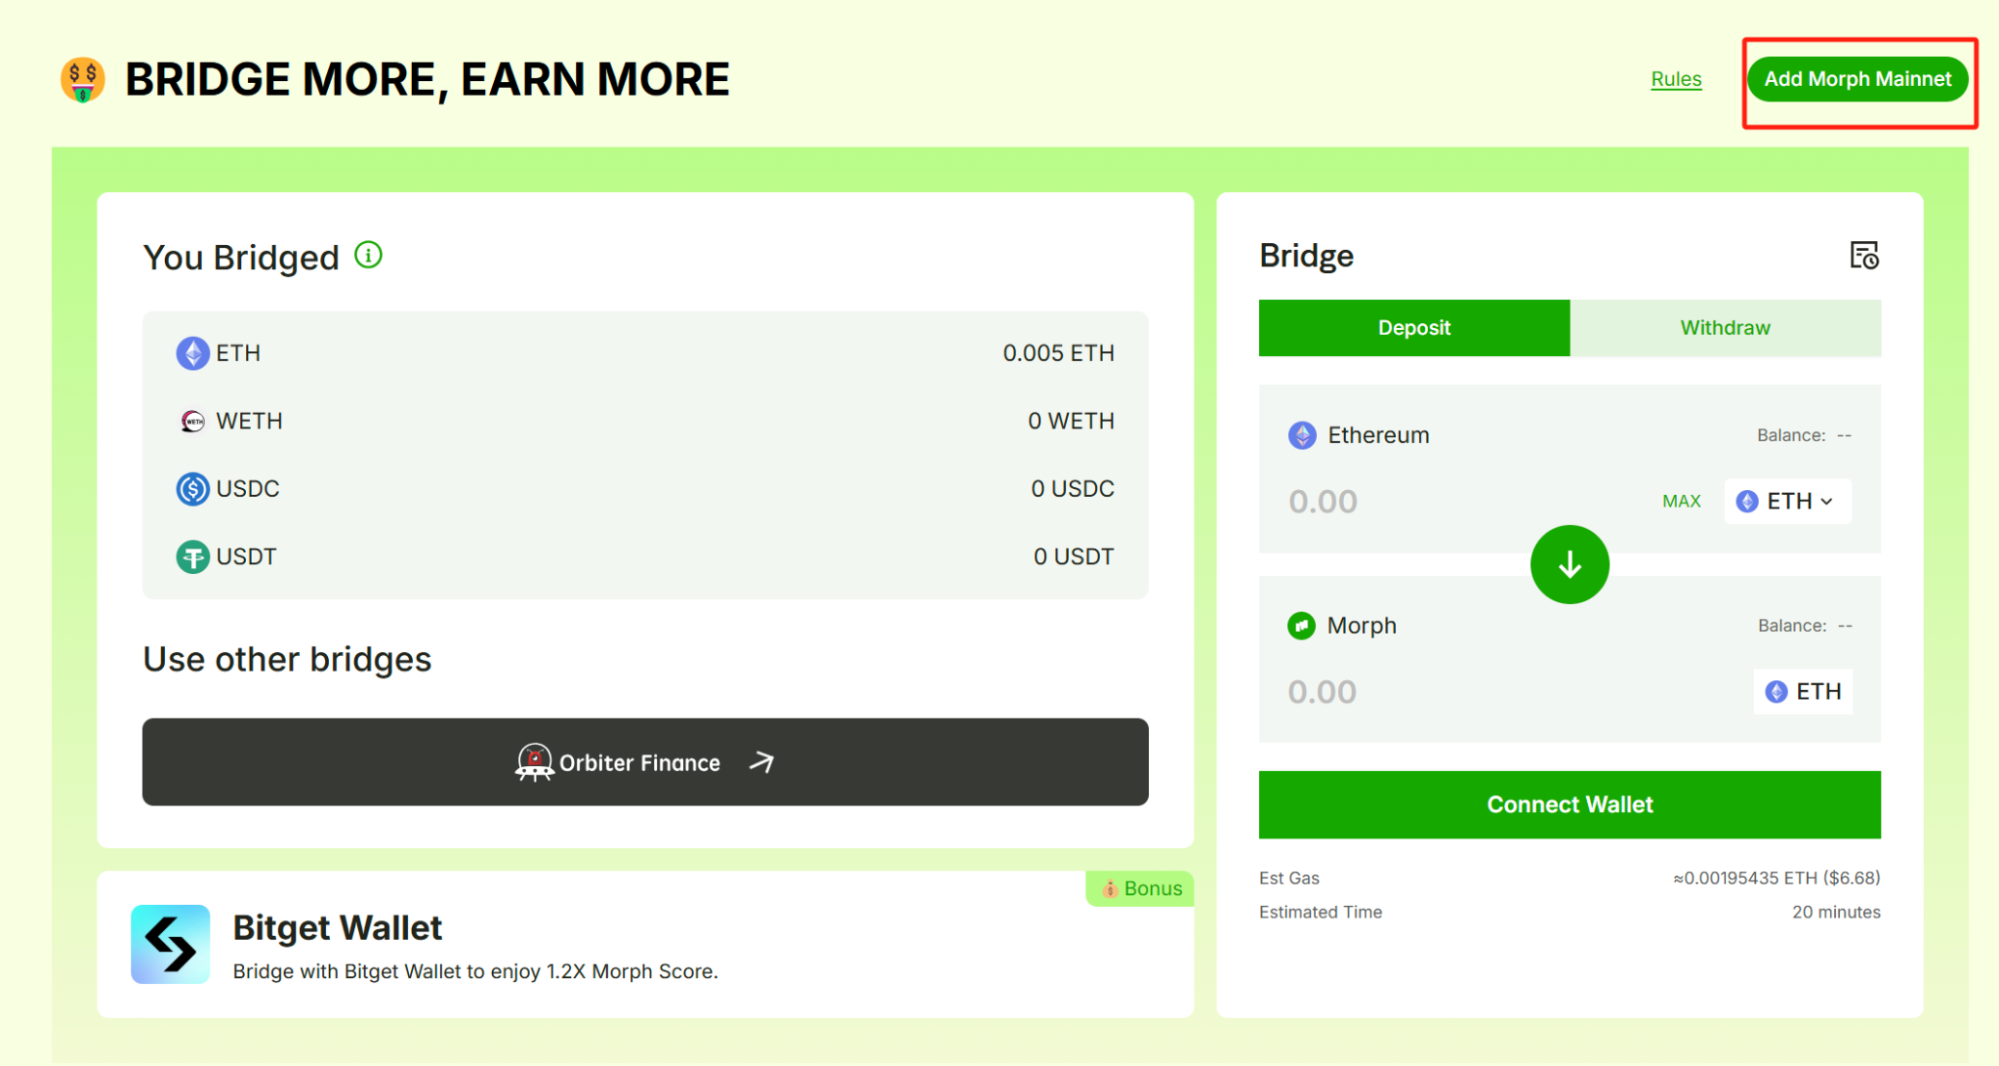 BRIDGE MORE, EARN MORE
Rules
Add Morph Mainnet
You Bridged
ETH 0.005 ETH
WETH 0 WETH
USDC 0 USDC
USDT 0 USDT
Use other bridges
Orbiter Finance
Bonus
Bitget Wallet
Bridge with Bitget Wallet to enjoy 1.2X Morph Score.
Bridge
Deposit Withdraw
Ethereum Balance: --
0.00 MAX ETH
Morph Balance: --
0.00 ETH
Connect Wallet
Est Gas ≈0.00195435 ETH ($6.68)
Estimated Time 20 minutes